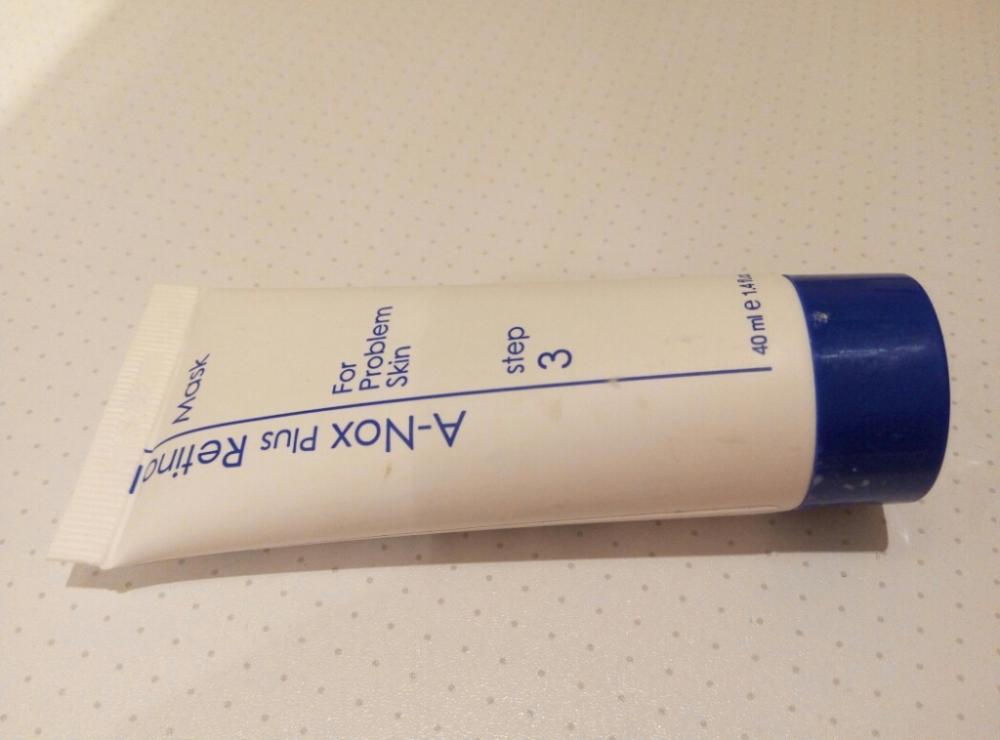 A-Nox Plus Retinol
Mask
For
Problem
Skin
step
3
40 ml e 1.4 fl.